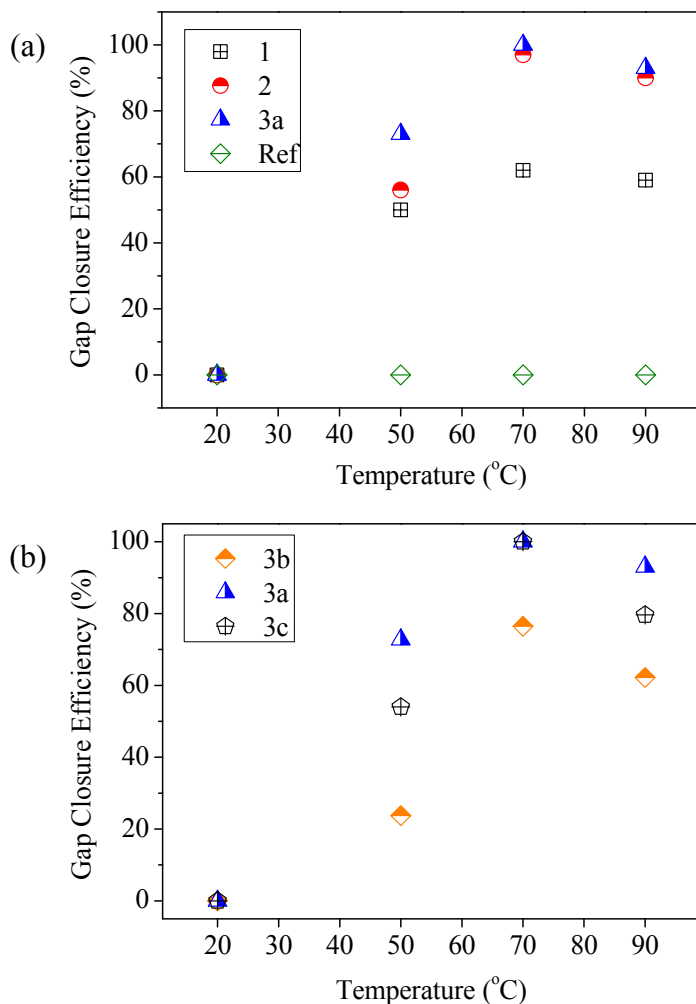 (a)
1
2
3a
Ref
Gap Closure Efficiency (%)
100
80
60
40
20
0
20 30 40 50 60 70 80 90
Temperature (°C)
(b)
3b
3a
3c
Gap Closure Efficiency (%)
100
80
60
40
20
0
20 30 40 50 60 70 80 90
Temperature (°C)